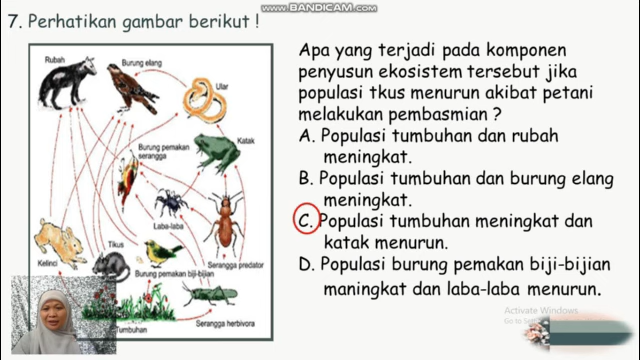 WWW.BANDICAM.COM
7. Perhatikan gambar berikut !
Rubah
Burung elang
Ular
Katak
Burung pemakan
serangga
Laba-laba
Kelinci
Tikus
Burung pemakan biji-bijian
Serangga predator
Tumbuhan
Serangga herbivora
Apa yang terjadi pada komponen
penyusun ekosistem tersebut jika
populasi tkus menurun akibat petani
melakukan pembasmian ?
A. Populasi tumbuhan dan rubah
meningkat.
B. Populasi tumbuhan dan burung elang
meningkat.
C. Populasi tumbuhan meningkat dan
katak menurun.
D. Populasi burung pemakan biji-bijian
maningkat dan laba-laba menurun.
Activate Windows